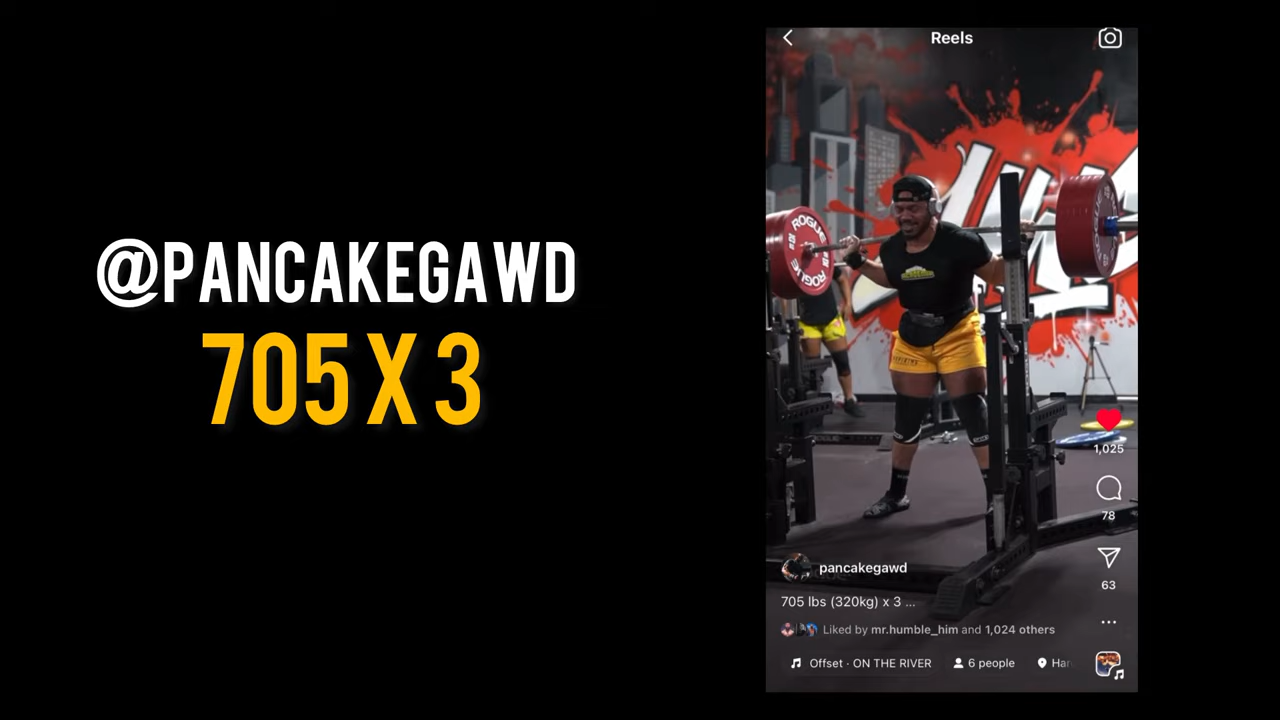 @PANCAKEGAWD
705 X 3
Reels
ROGUE
ROGUE
1,025
78
63
pancakegawd
705 lbs (320kg) x 3 ...
Liked by mr.humble_him and 1,024 others
Offset · ON THE RIVER
6 people